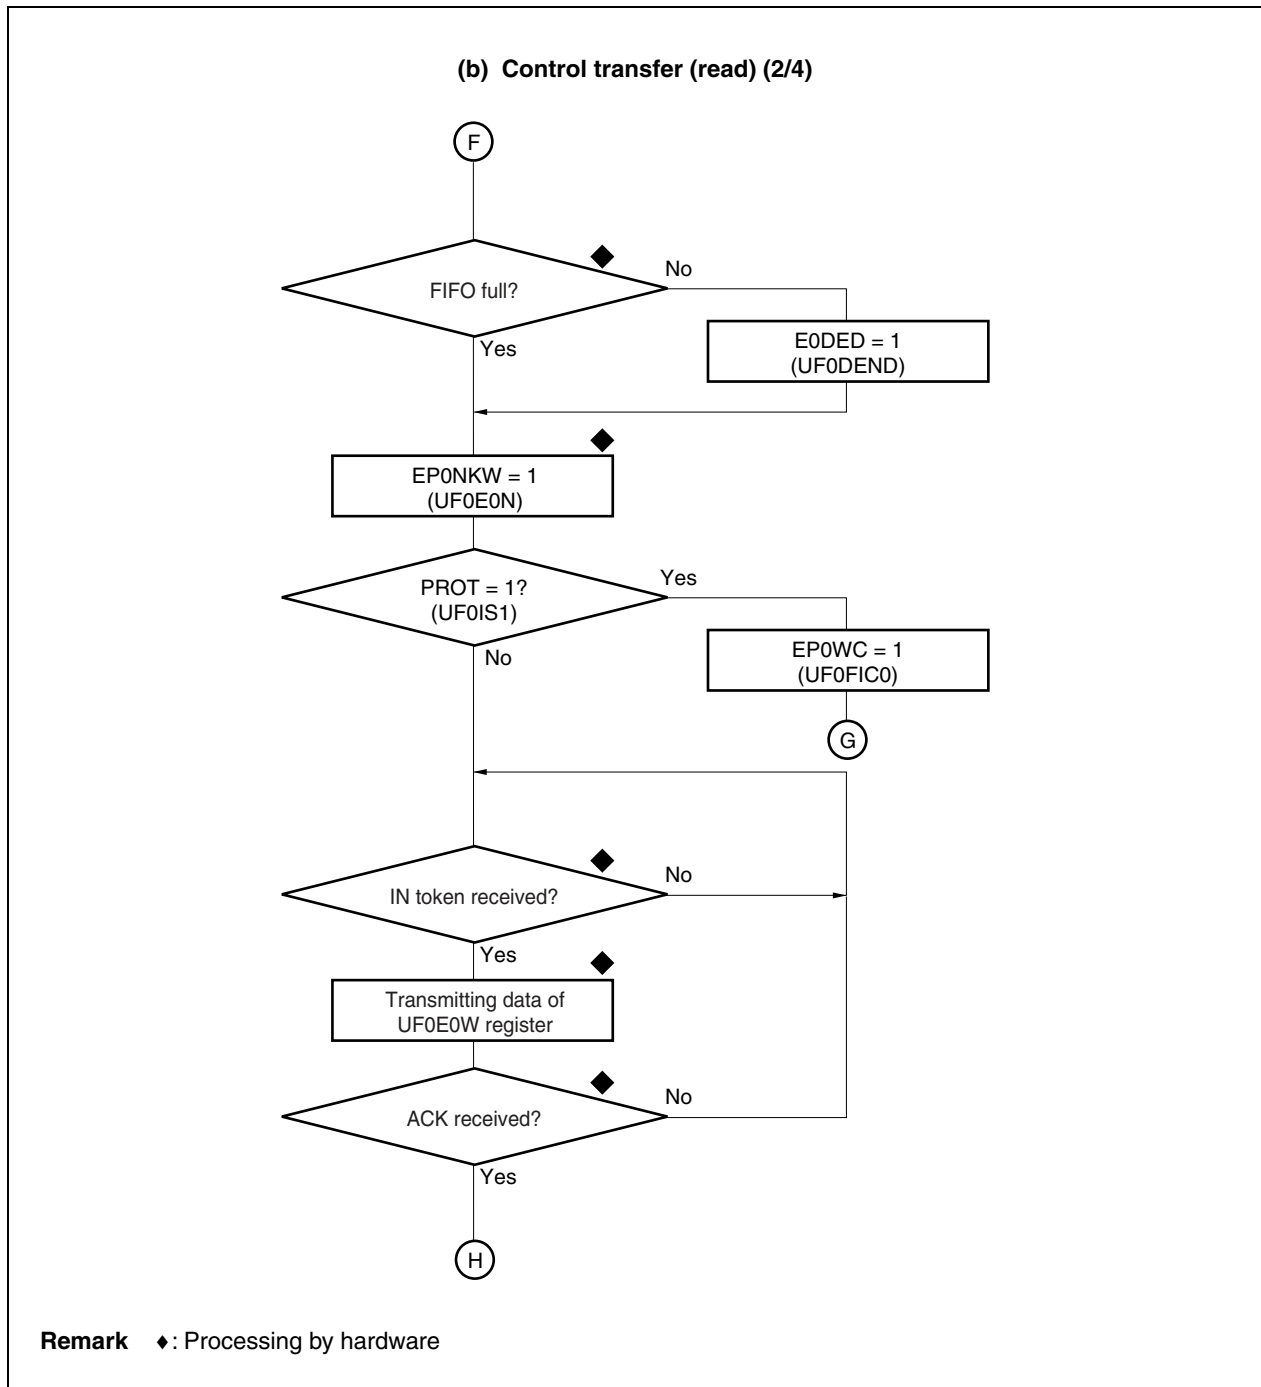 (b) Control transfer (read) (2/4)
F
FIFO full?
No
E0DED = 1
(UF0DEND)
Yes
EP0NKW = 1
(UF0E0N)
PROT = 1?
(UF0IS1)
Yes
EP0WC = 1
(UF0FIC0)
No
G
IN token received?
No
Yes
Transmitting data of
UF0E0W register
ACK received?
No
Yes
H
Remark ♦: Processing by hardware